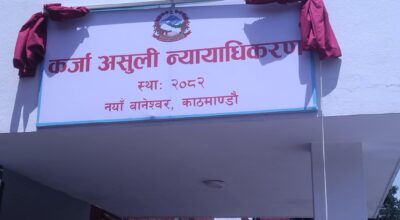 कर्जा असुली न्यायाधिकरण
स्था: २०८२
नयाँ बानेश्वर, काठमाण्डौ